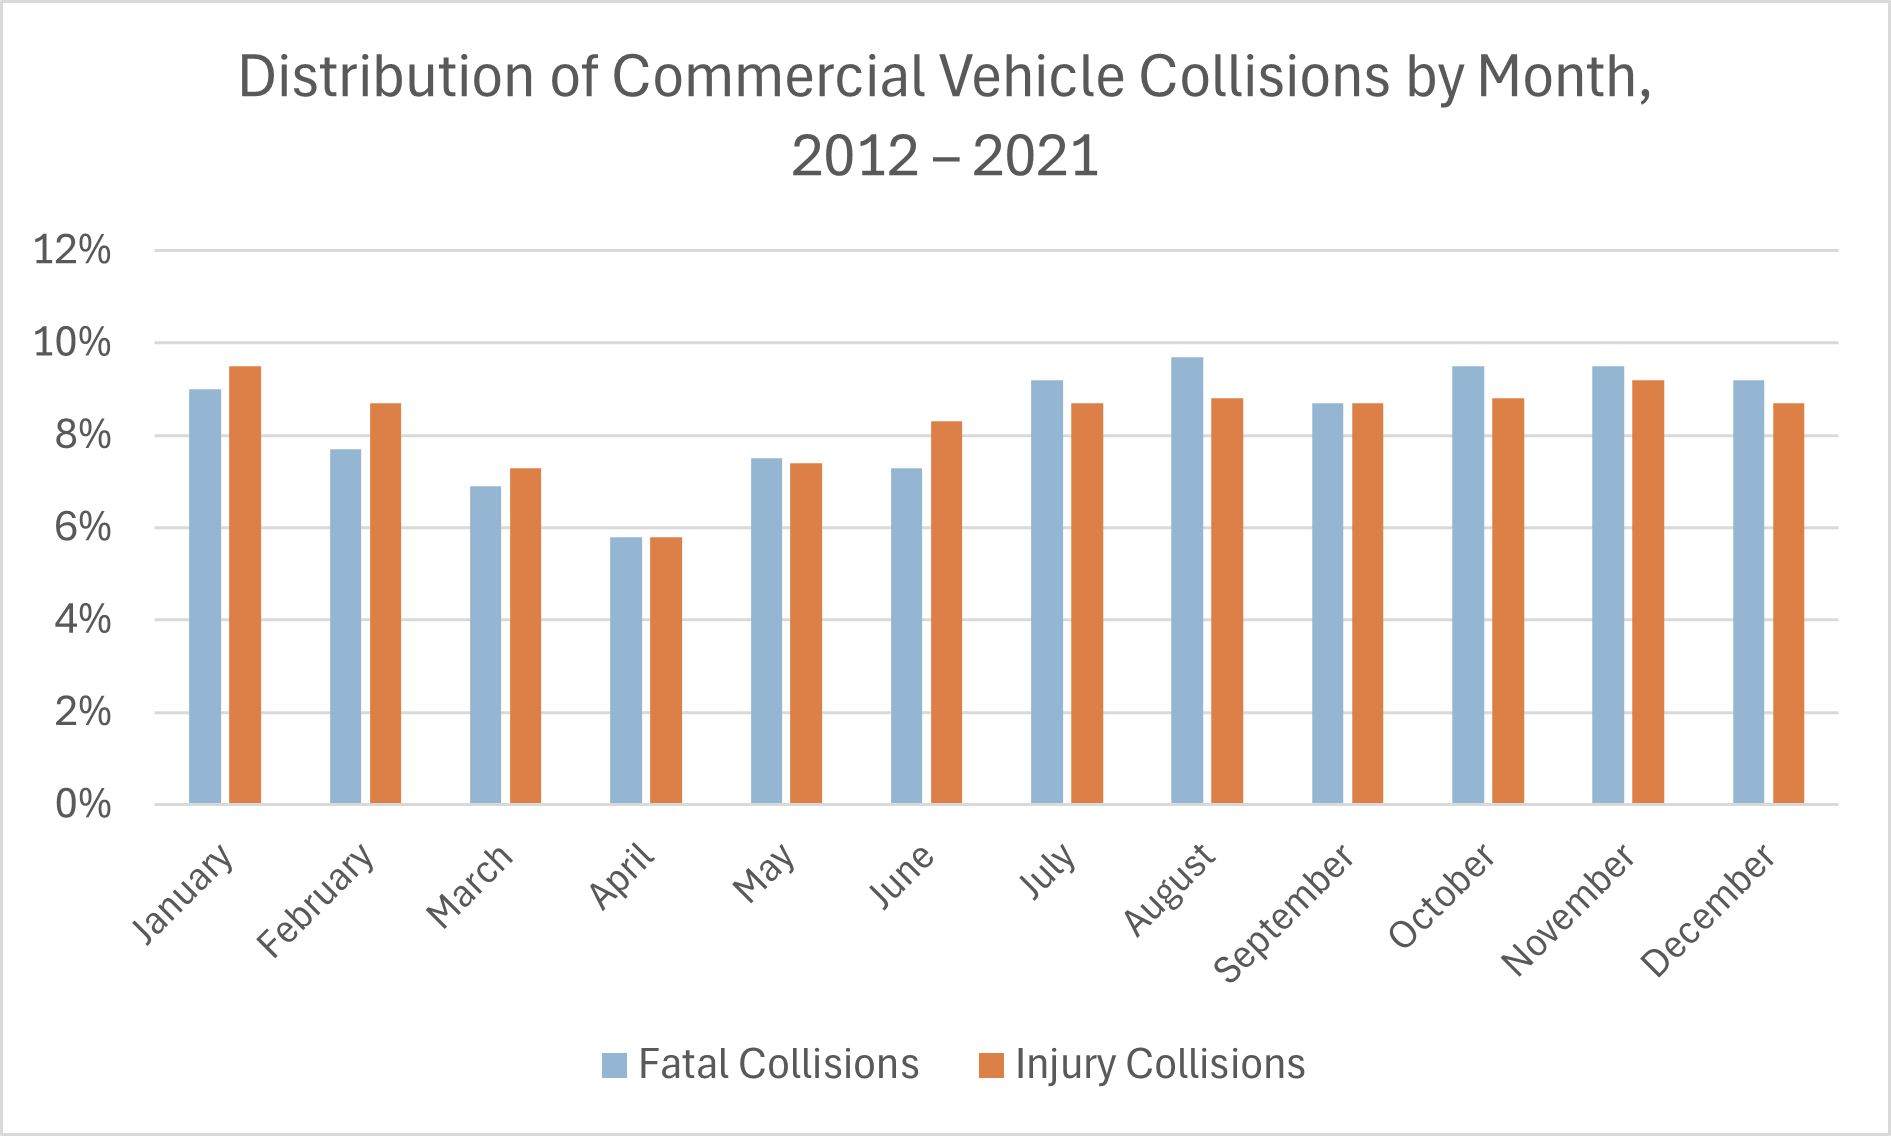 Distribution of Commercial Vehicle Collisions by Month,
2012 – 2021
12%
10%
8%
6%
4%
2%
0%
January
February
March
April
May
June
July
August
September
October
November
December
Fatal Collisions
Injury Collisions